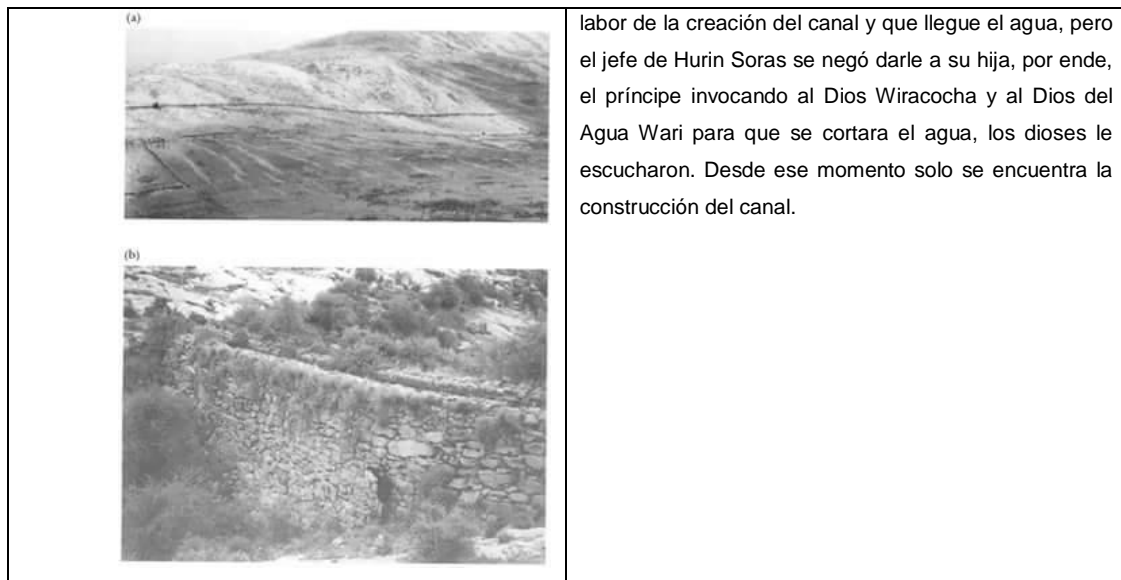 (a)
(b)
labor de la creación del canal y que llegue el agua, pero
el jefe de Hurin Soras se negó darle a su hija, por ende,
el príncipe invocando al Dios Wiracocha y al Dios del
Agua Wari para que se cortara el agua, los dioses le
escucharon. Desde ese momento solo se encuentra la
construcción del canal.